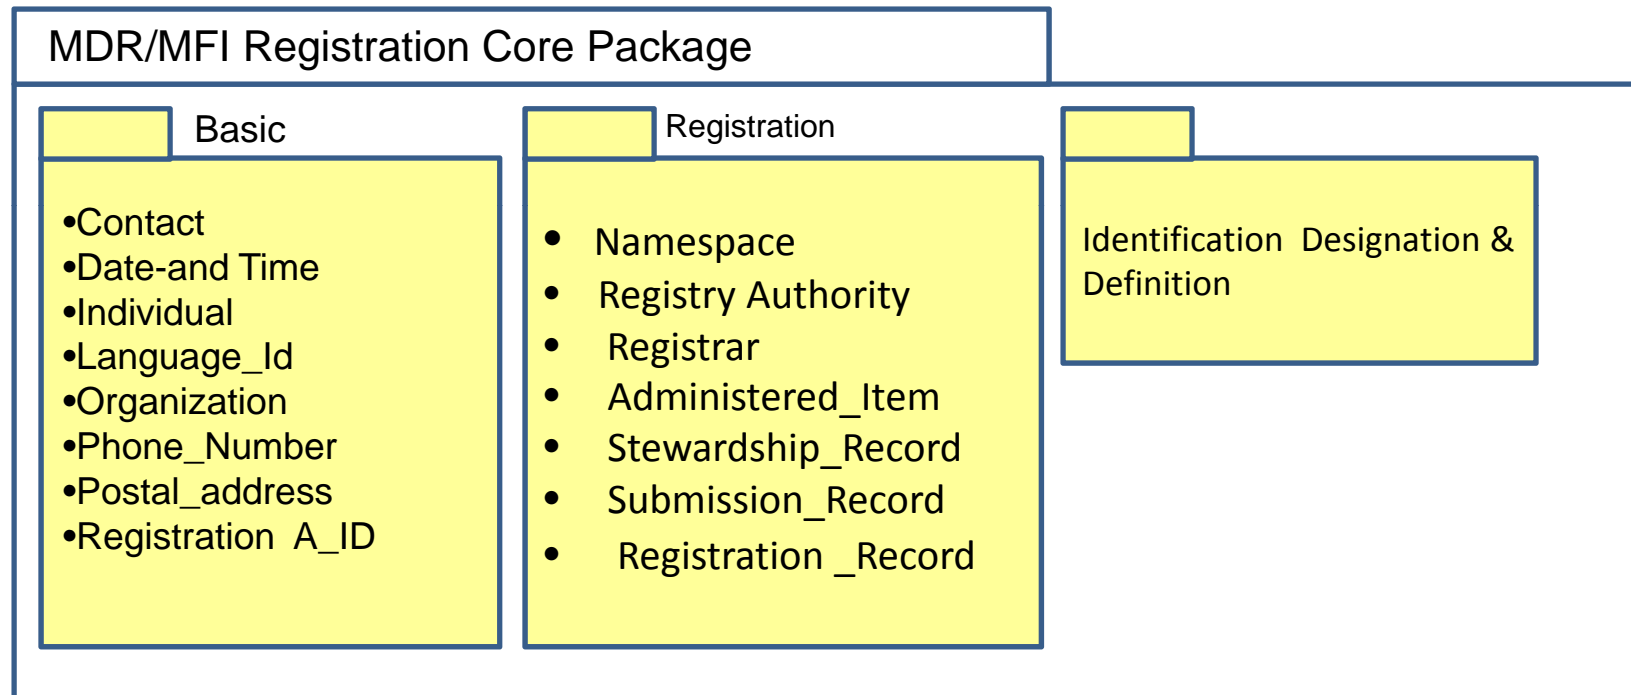 MDR/MFI Registration Core Package
Basic
•Contact
•Date-and Time
•Individual
•Language_Id
•Organization
•Phone_Number
•Postal_address
•Registration A_ID
Registration
• Namespace
• Registry Authority
• Registrar
• Administered_Item
• Stewardship_Record
• Submission_Record
• Registration _Record
Identification Designation &
Definition